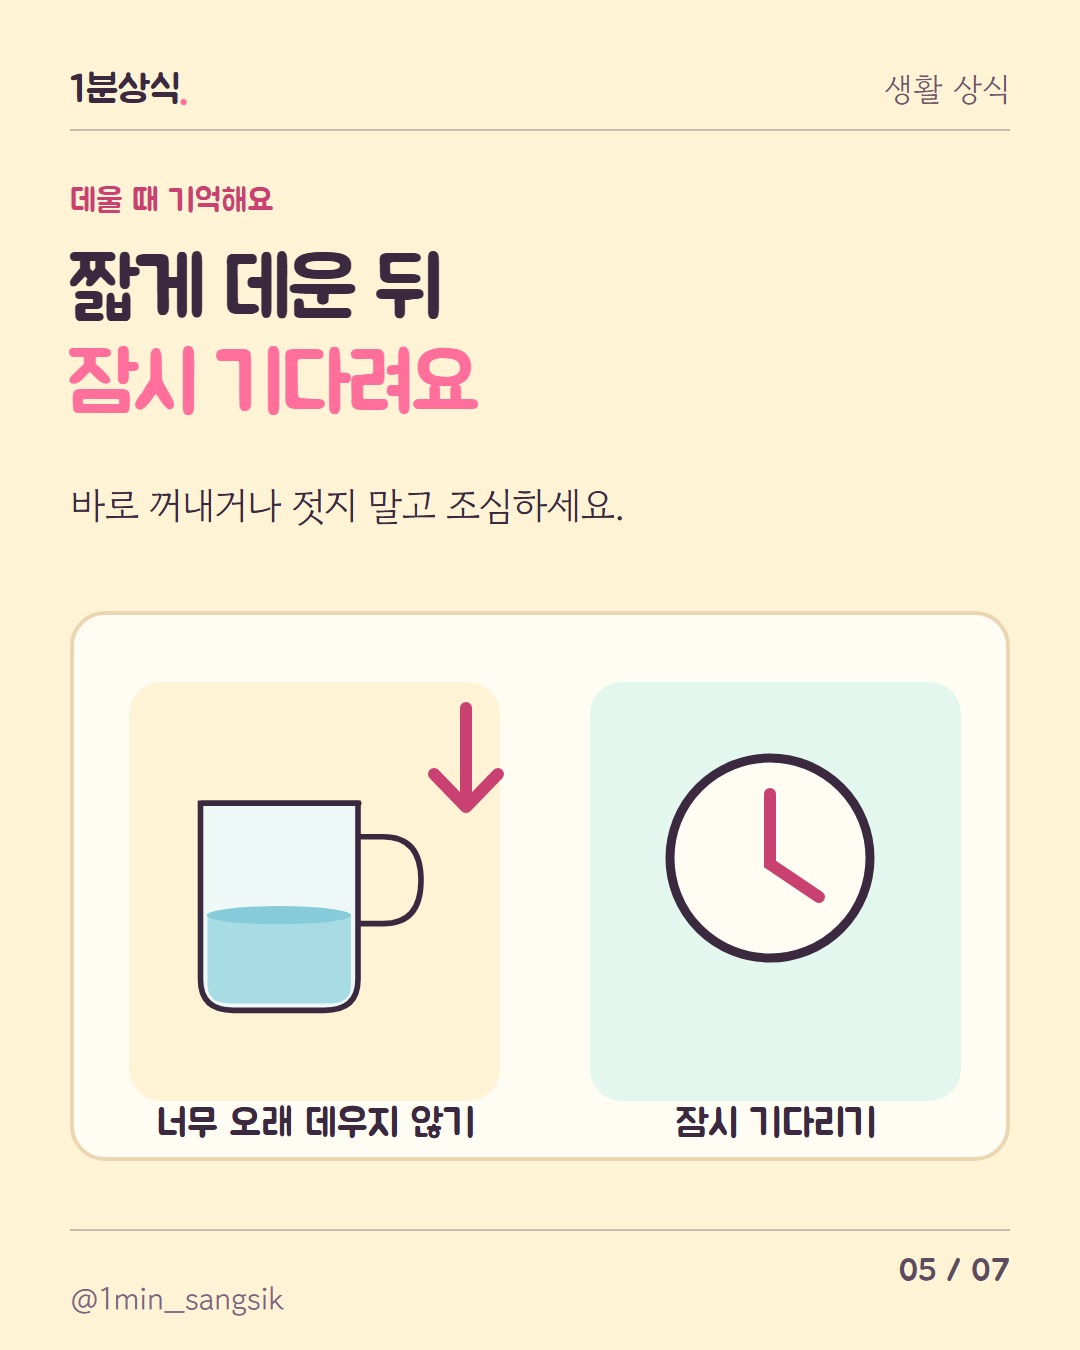 1분상식.
생활 상식
데울 때 기억해요
짧게 데운 뒤
잠시 기다려요
바로 꺼내거나 젓지 말고 조심하세요.
너무 오래 데우지 않기
잠시 기다리기
05 / 07
@1min_sangsik